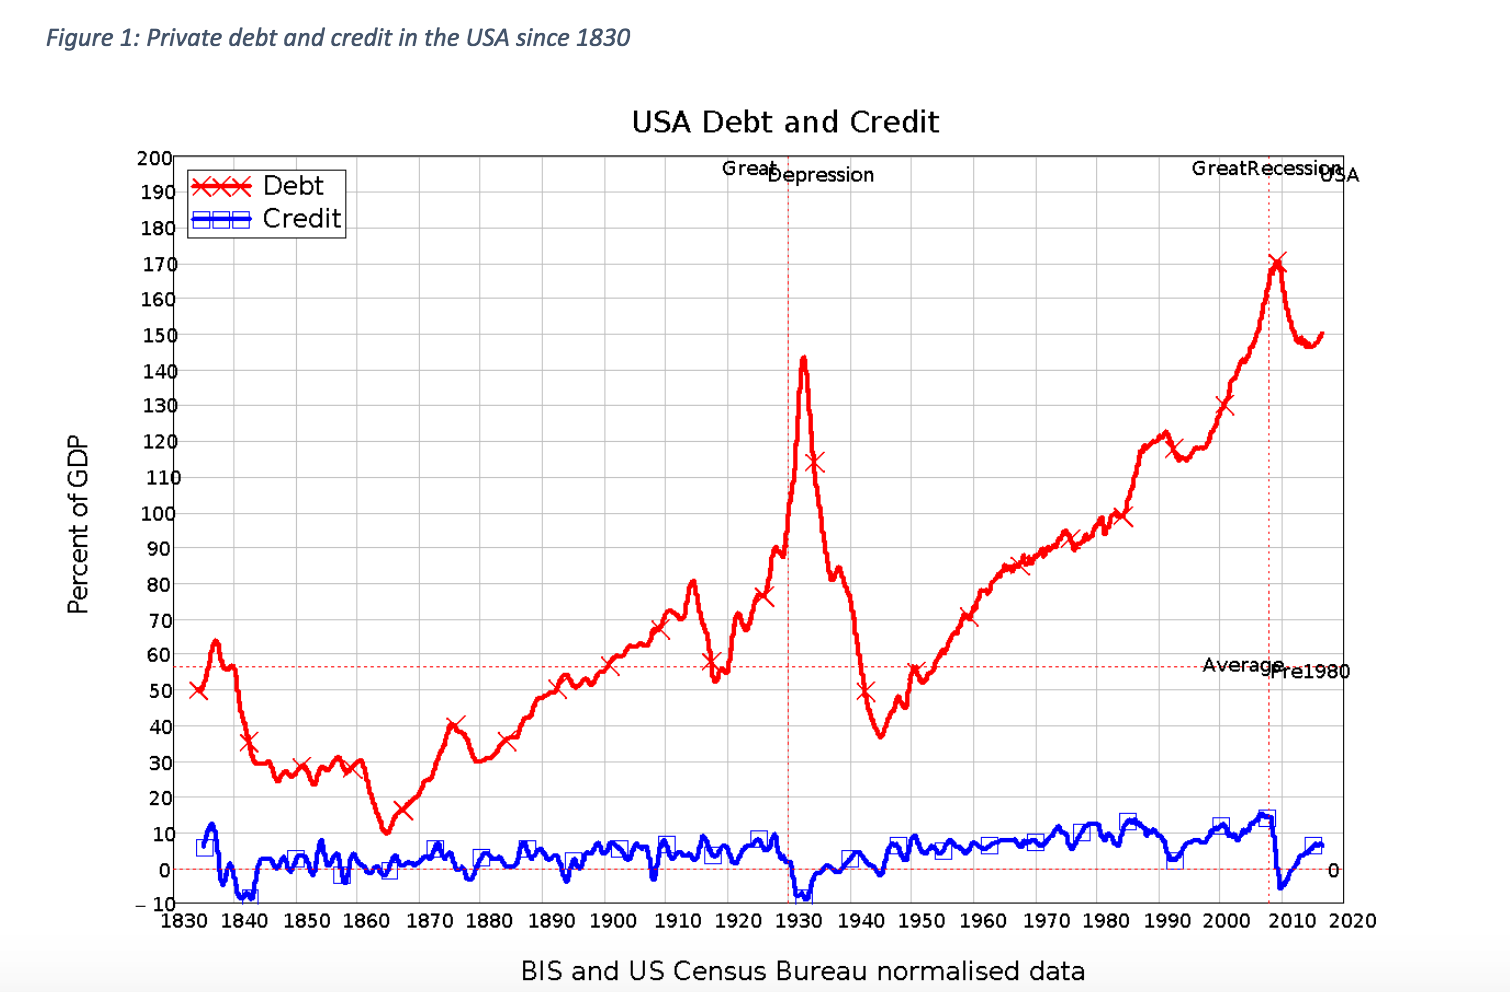 Figure 1: Private debt and credit in the USA since 1830
USA Debt and Credit
Great
Depression
GreatRecession
USA
Debt
Credit
200
190
180
170
160
150
140
130
120
110
100
90
80
70
60
50
40
30
20
10
0
– 10
Percent of GDP
Average
Pre1980
0
1830 1840 1850 1860 1870 1880 1890 1900 1910 1920 1930 1940 1950 1960 1970 1980 1990 2000 2010 2020
BIS and US Census Bureau normalised data